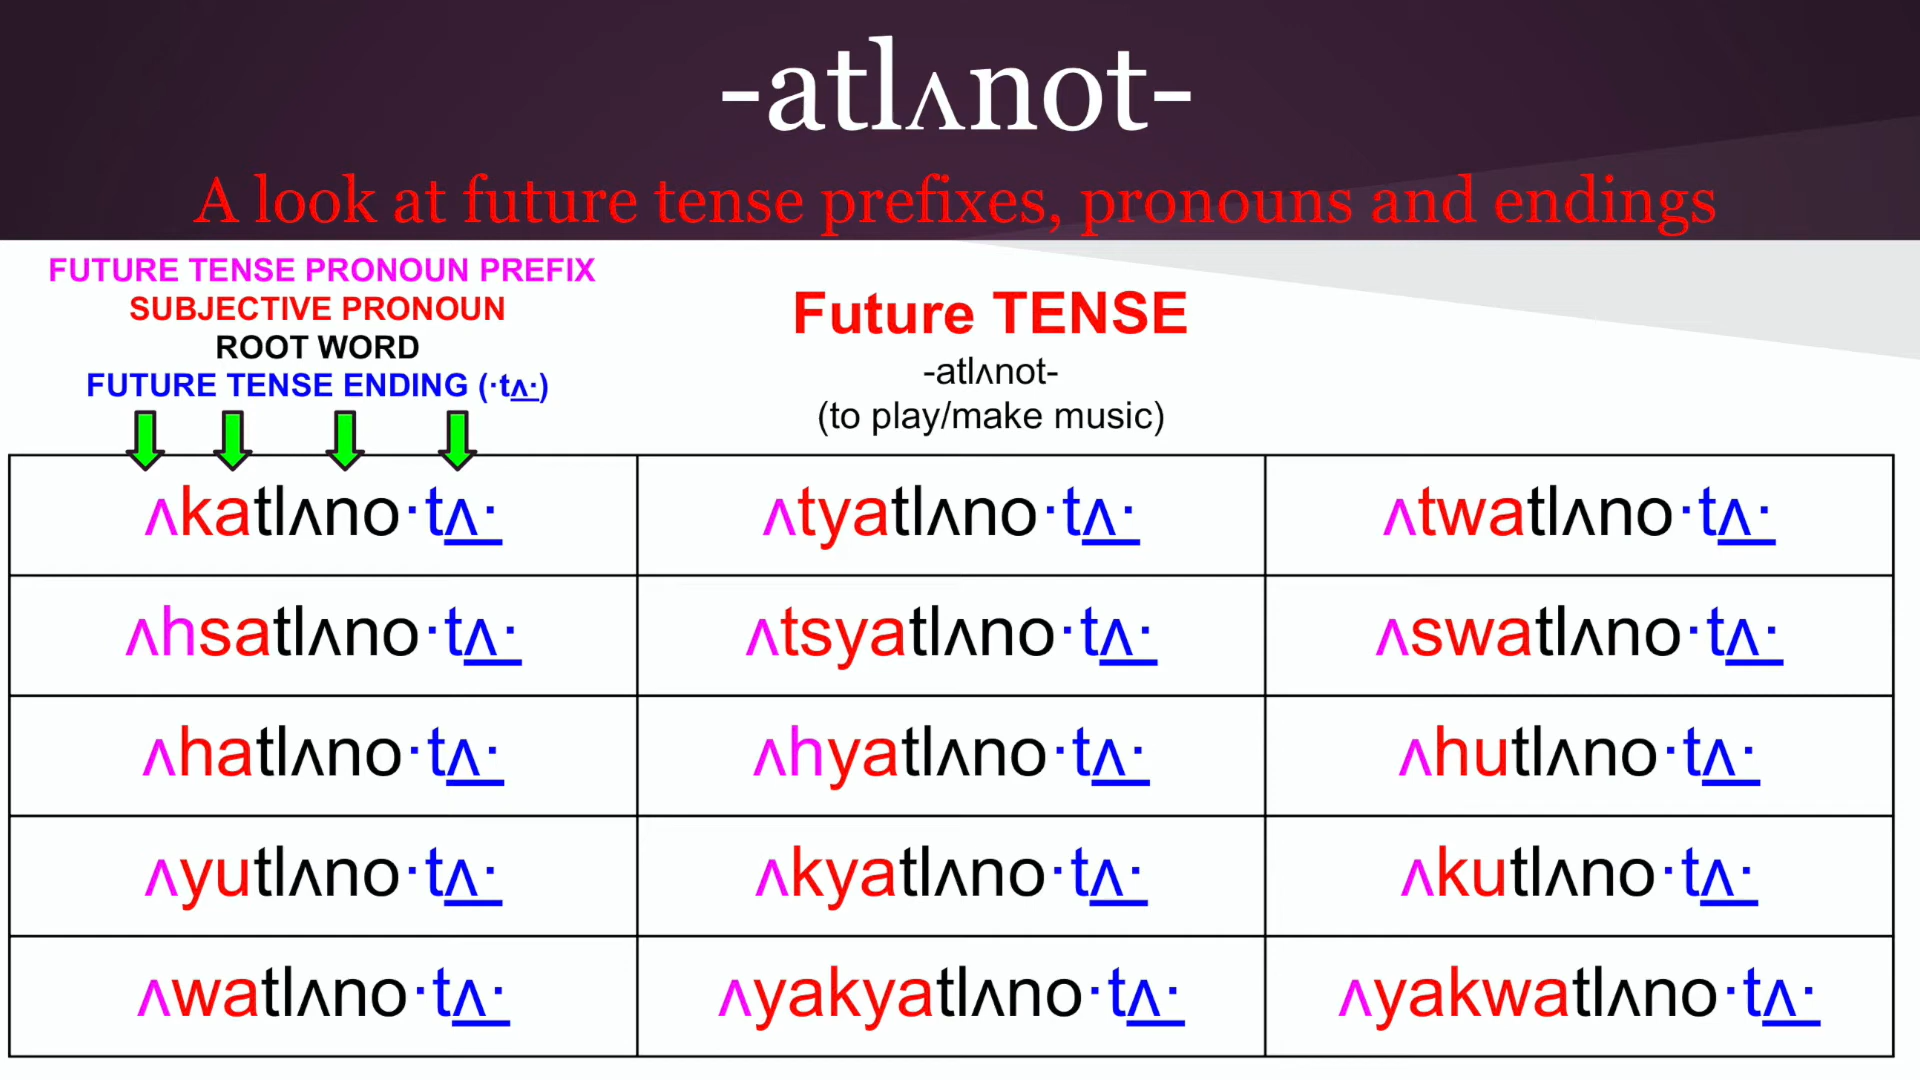 -atlʌnot-
A look at future tense prefixes, pronouns and endings
FUTURE TENSE PRONOUN PREFIX
SUBJECTIVE PRONOUN
ROOT WORD
FUTURE TENSE ENDING (·tʌ̲·̲)
Future TENSE
-atlʌnot-
(to play/make music)
ʌkatlʌno·tʌ̲·̲ ʌtyatlʌno·tʌ̲·̲ ʌtwatlʌno·tʌ̲·̲
ʌhsatlʌno·tʌ̲·̲ ʌtsyatlʌno·tʌ̲·̲ ʌswatlʌno·tʌ̲·̲
ʌhatlʌno·tʌ̲·̲ ʌhyatlʌno·tʌ̲·̲ ʌhutlʌno·tʌ̲·̲
ʌyutlʌno·tʌ̲·̲ ʌkyatlʌno·tʌ̲·̲ ʌkutlʌno·tʌ̲·̲
ʌwatlʌno·tʌ̲·̲ ʌyakyatlʌno·tʌ̲·̲ ʌyakwatlʌno·tʌ̲·̲